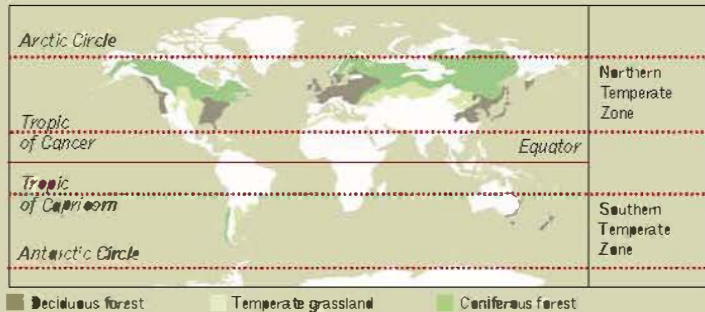 Arctic Circle
Northern
Temperate
Zone
Tropic
of Cancer
Equator
Tropic
of Capricorn
Southern
Temperate
Zone
Antarctic Circle
Deciduous forest
Temperate grassland
Coniferous forest